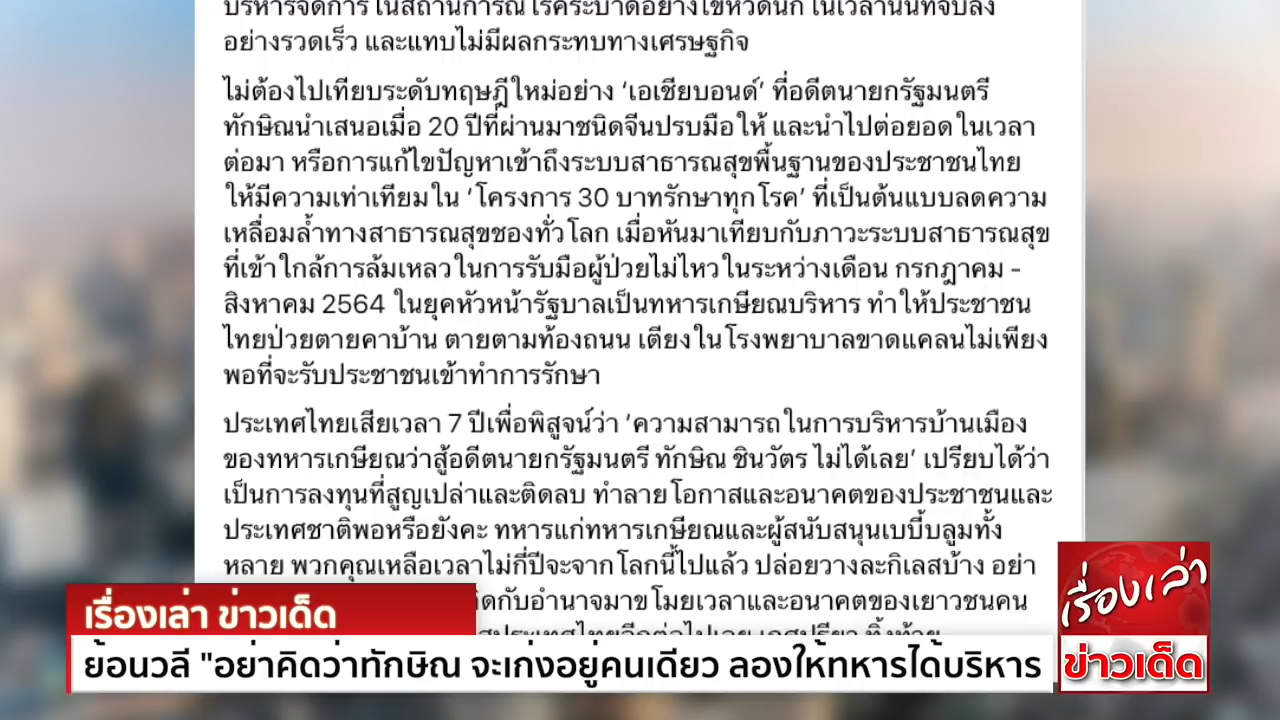 บริหารจัดการในสถานการณ์โรคระบาดอย่างไข้หวัดนก ในเวลานั้นที่จบลง
อย่างรวดเร็ว และแทบไม่มีผลกระทบทางเศรษฐกิจ
ไม่ต้องไปเทียบระดับทฤษฎีใหม่อย่าง ‘เอเชียบอนด์’ ที่อดีตนายกรัฐมนตรี
ทักษิณนำเสนอเมื่อ 20 ปีที่ผ่านมาชนิดจีนปรบมือให้ และนำไปต่อยอดในเวลา
ต่อมา หรือการแก้ไขปัญหาเข้าถึงระบบสาธารณสุขพื้นฐานของประชาชนไทย
ให้มีความเท่าเทียมใน ‘โครงการ 30 บาทรักษาทุกโรค’ ที่เป็นต้นแบบลดความ
เหลื่อมล้ำทางสาธารณสุขชองทั่วโลก เมื่อหันมาเทียบกับภาวะระบบสาธารณสุข
ที่เข้าใกล้การล้มเหลวในการรับมือผู้ป่วยไม่ไหวในระหว่างเดือน กรกฎาคม -
สิงหาคม 2564 ในยุคหัวหน้ารัฐบาลเป็นทหารเกษียณบริหาร ทำให้ประชาชน
ไทยป่วยตายคาบ้าน ตายตามท้องถนน เตียงในโรงพยาบาลขาดแคลนไม่เพียง
พอที่จะรับประชาชนเข้าทำการรักษา
ประเทศไทยเสียเวลา 7 ปีเพื่อพิสูจน์ว่า ‘ความสามารถในการบริหารบ้านเมือง
ของทหารเกษียณว่าสู้อดีตนายกรัฐมนตรี ทักษิณ ชินวัตร ไม่ได้เลย’ เปรียบได้ว่า
เป็นการลงทุนที่สูญเปล่าและติดลบ ทำลายโอกาสและอนาคตของประชาชนและ
ประเทศชาติพอหรือยังคะ ทหารแก่ทหารเกษียณและผู้สนับสนุนเบบี้บลูมทั้ง
หลาย พวกคุณเหลือเวลาไม่กี่ปีจะจากโลกนี้ไปแล้ว ปล่อยวางละกิเลสบ้าง อย่า
กับอำนาจมาขโมยเวลาและอนาคตของเยาวชนคน
เรื่องเล่า ข่าวเด็ด
ย้อนวลี "อย่าคิดว่าทักษิณ จะเก่งอยู่คนเดียว ลองให้ทหารได้บริหาร
เรื่องเล่า
ข่าวเด็ด